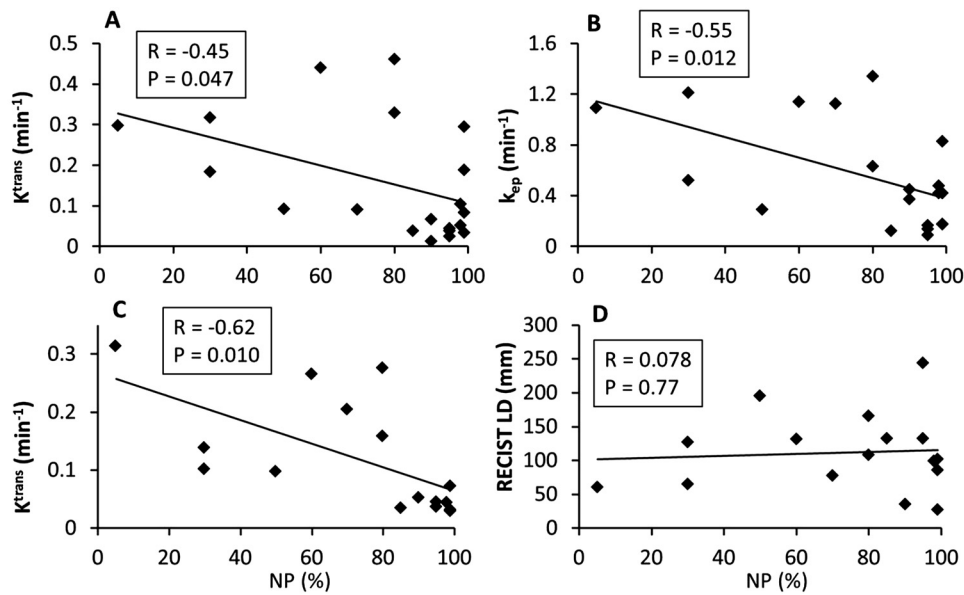 A
R = -0.45
P = 0.047
Kᵗʳᵃⁿˢ (min⁻¹)
0.5
0.4
0.3
0.2
0.1
0
0 20 40 60 80 100
B
R = -0.55
P = 0.012
kₑₚ (min⁻¹)
1.6
1.2
0.8
0.4
0
0 20 40 60 80 100
C
R = -0.62
P = 0.010
Kᵗʳᵃⁿˢ (min⁻¹)
0.3
0.2
0.1
0
0 20 40 60 80 100
NP (%)
D
R = 0.078
P = 0.77
RECIST LD (mm)
300
250
200
150
100
50
0
0 20 40 60 80 100
NP (%)